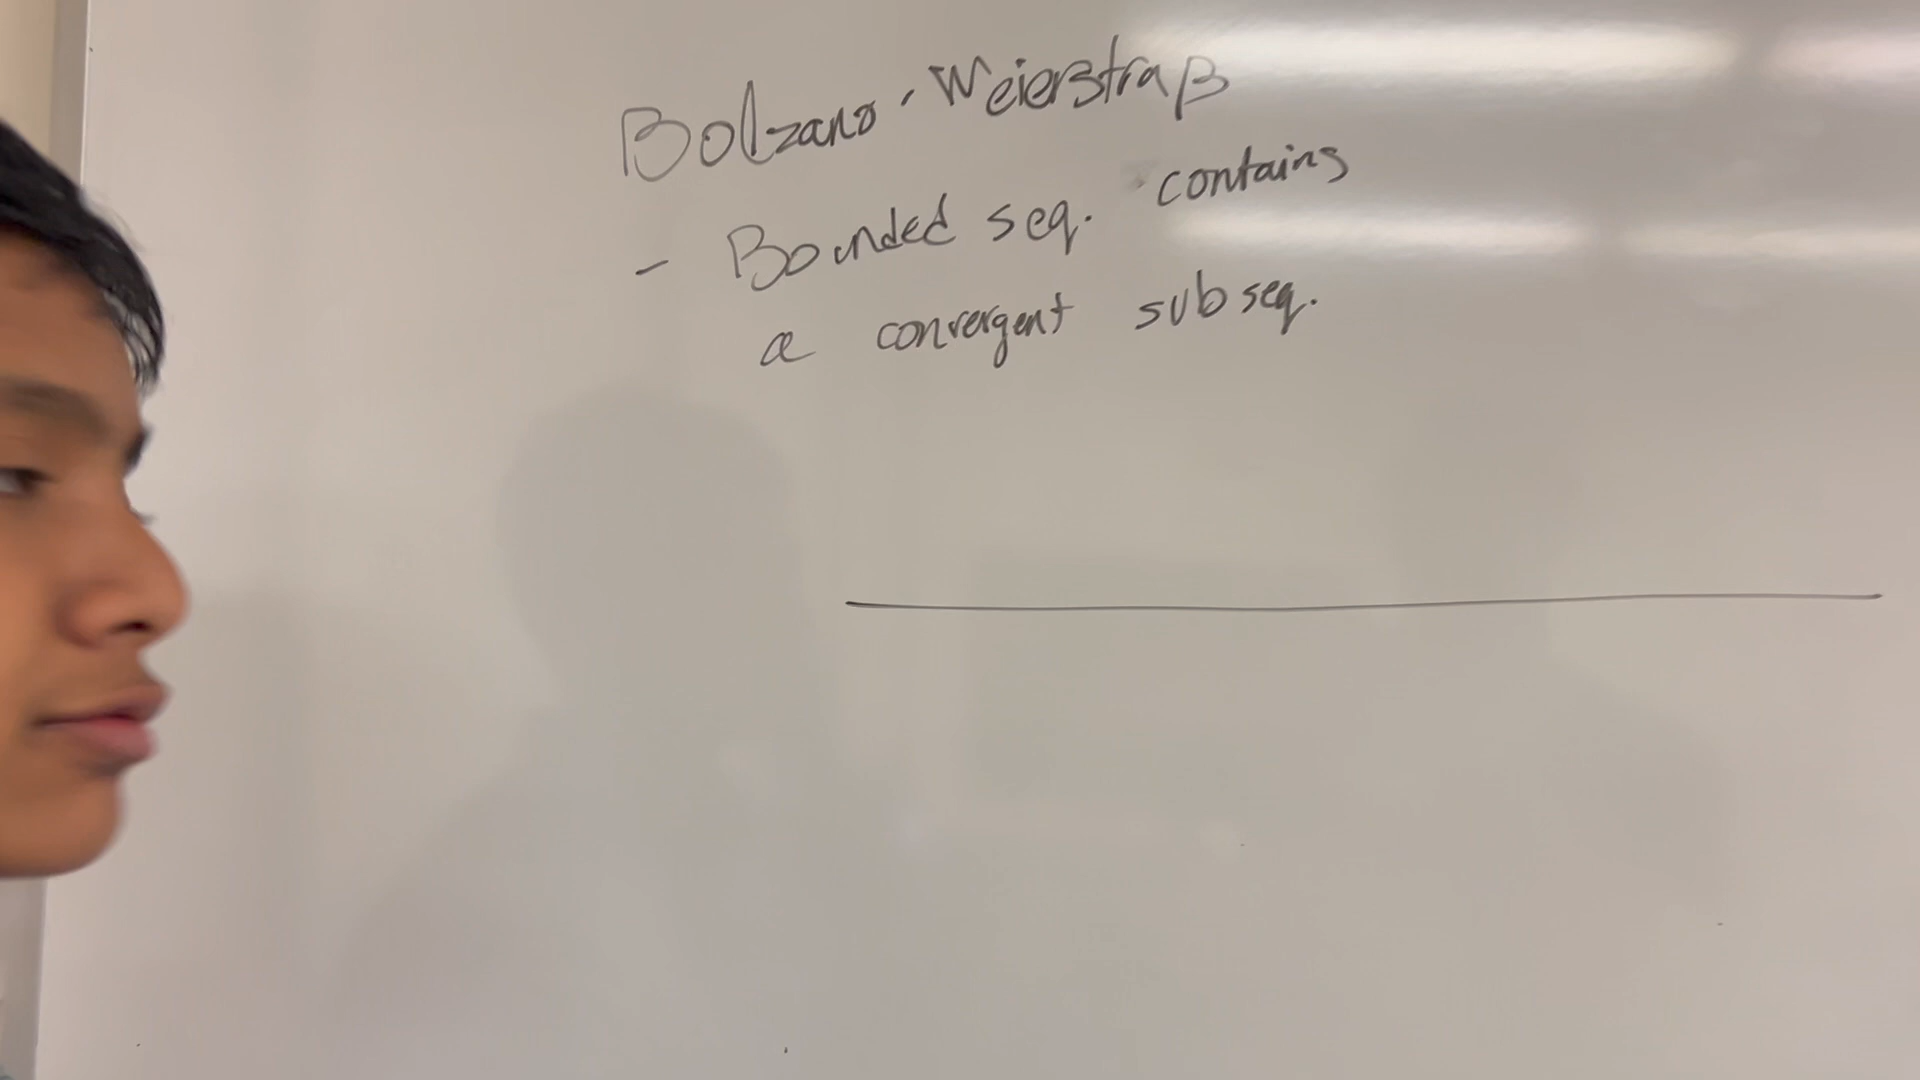 Bolzano-Weierstraß
- Bounded seq. contains
a convergent subseq.